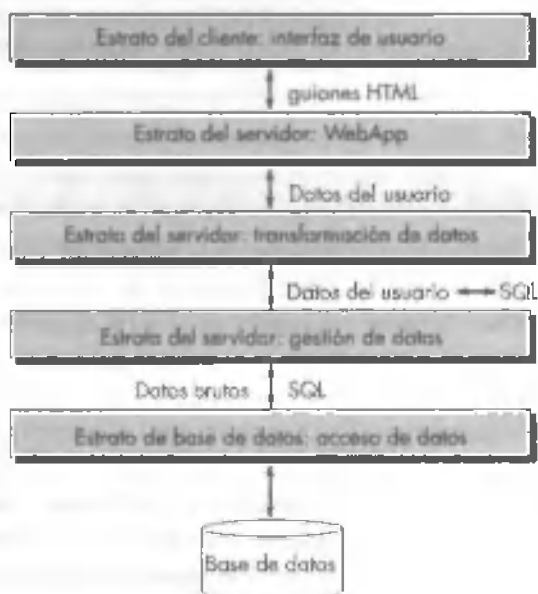 Estrato del cliente: interfaz de usuario
guiones HTML
Estrato del servidor: WebApp
Datos del usuario
Estrato del servidor: transformación de datos
Datos del usuario ↔ SQL
Estrato del servidor: gestión de datos
Datos brutos SQL
Estrato de base de datos: acceso de datos
Base de datos